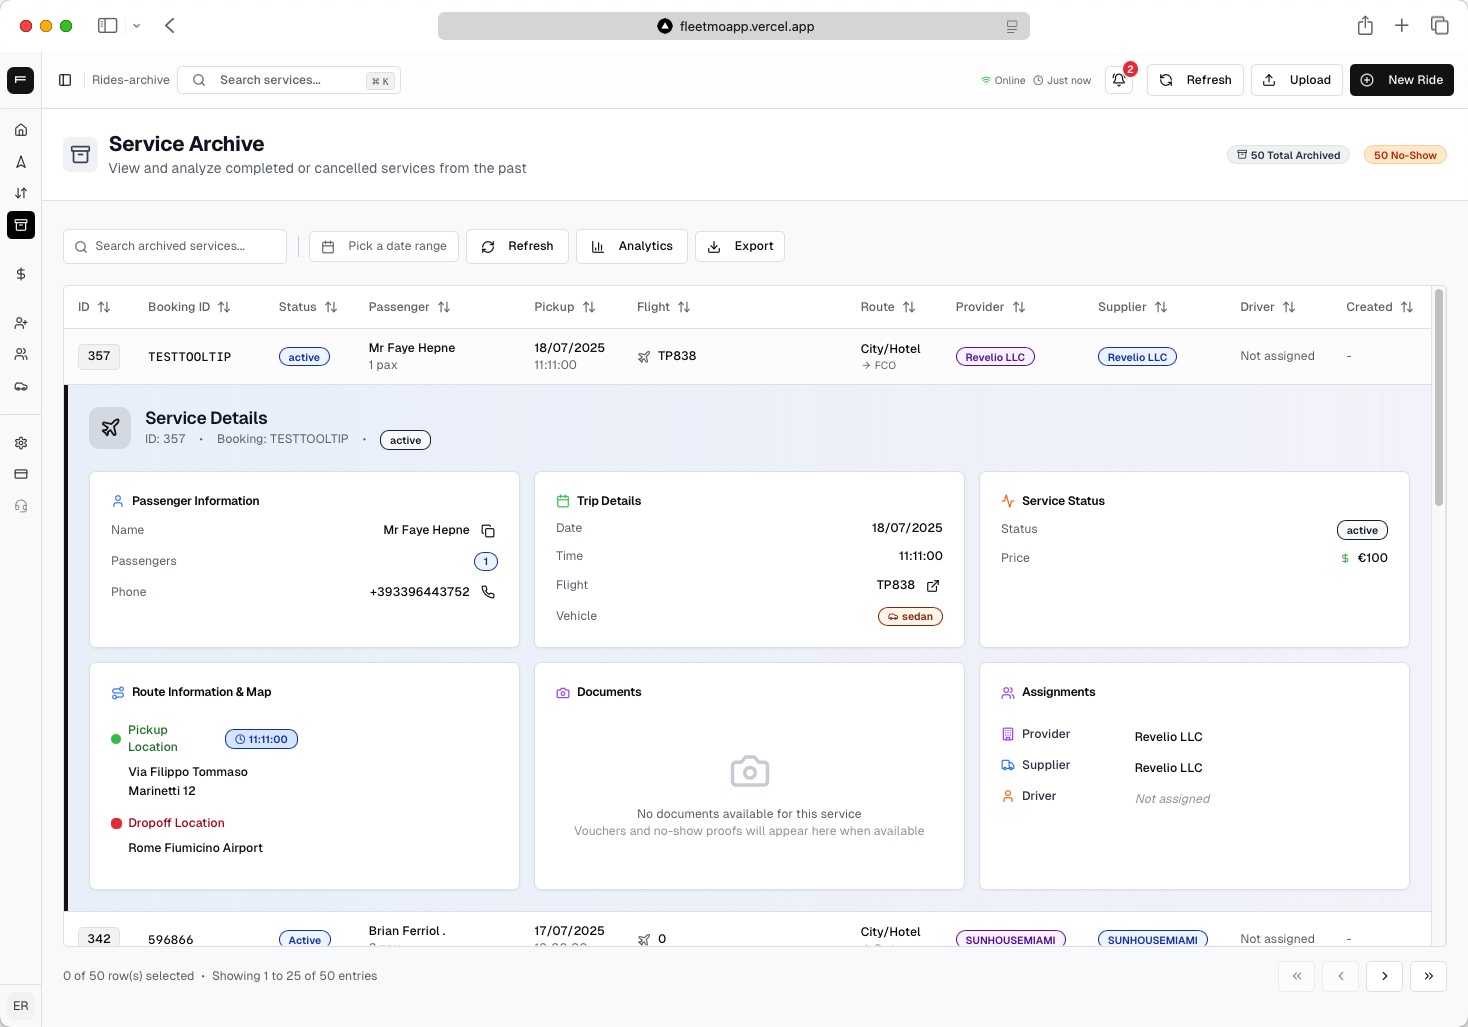 fleetmoapp.vercel.app
Rides-archive
Search services...
⌘ K
Online
Just now
2
Refresh
Upload
New Ride
Service Archive
View and analyze completed or cancelled services from the past
50 Total Archived
50 No-Show
Search archived services...
Pick a date range
Refresh
Analytics
Export
ID Booking ID Status Passenger Pickup Flight Route Provider Supplier Driver Created
357 TESTTOOLTIP active Mr Faye Hepne 18/07/2025 TP838 City/Hotel Revelio LLC Revelio LLC Not assigned -
1 pax 11:11:00 → FCO
Service Details
ID: 357 • Booking: TESTTOOLTIP • active
Passenger Information
Name Mr Faye Hepne
Passengers 1
Phone +393396443752
Trip Details
Date 18/07/2025
Time 11:11:00
Flight TP838
Vehicle sedan
Service Status
Status active
Price $ €100
Route Information & Map
Pickup
Location
11:11:00
Via Filippo Tommaso
Marinetti 12
Dropoff Location
Rome Fiumicino Airport
Documents
No documents available for this service
Vouchers and no-show proofs will appear here when available
Assignments
Provider Revelio LLC
Supplier Revelio LLC
Driver Not assigned
342 596866 Active Brian Ferriol . 17/07/2025 0 City/Hotel SUNHOUSEMIAMI SUNHOUSEMIAMI Not assigned -
0 of 50 row(s) selected • Showing 1 to 25 of 50 entries
ER